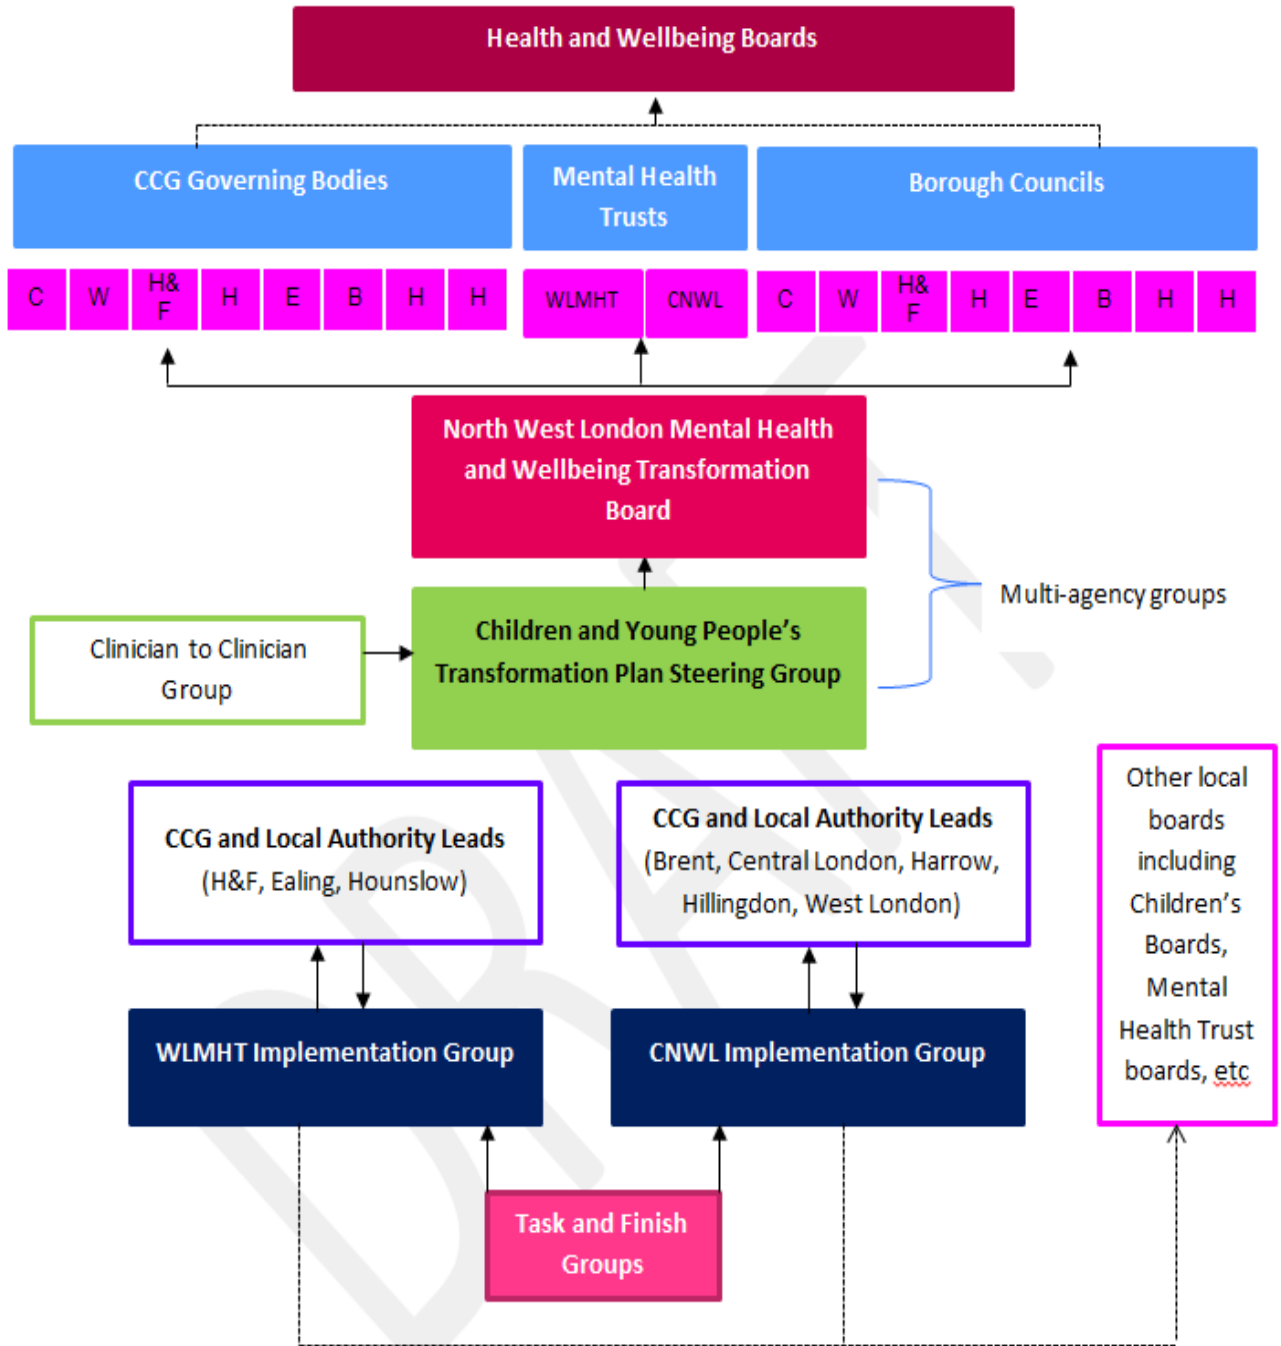 Health and Wellbeing Boards
CCG Governing Bodies
Mental Health
Trusts
Borough Councils
C W H& H E B H H
F
WLMHT CNWL
C W H& H E B H H
F
North West London Mental Health
and Wellbeing Transformation
Board
Multi-agency groups
Clinician to Clinician
Group
Children and Young People’s
Transformation Plan Steering Group
CCG and Local Authority Leads
(H&F, Ealing, Hounslow)
CCG and Local Authority Leads
(Brent, Central London, Harrow,
Hillingdon, West London)
Other local
boards
including
Children’s
Boards,
Mental
Health Trust
boards, etc
WLMHT Implementation Group
CNWL Implementation Group
Task and Finish
Groups
DRAFT